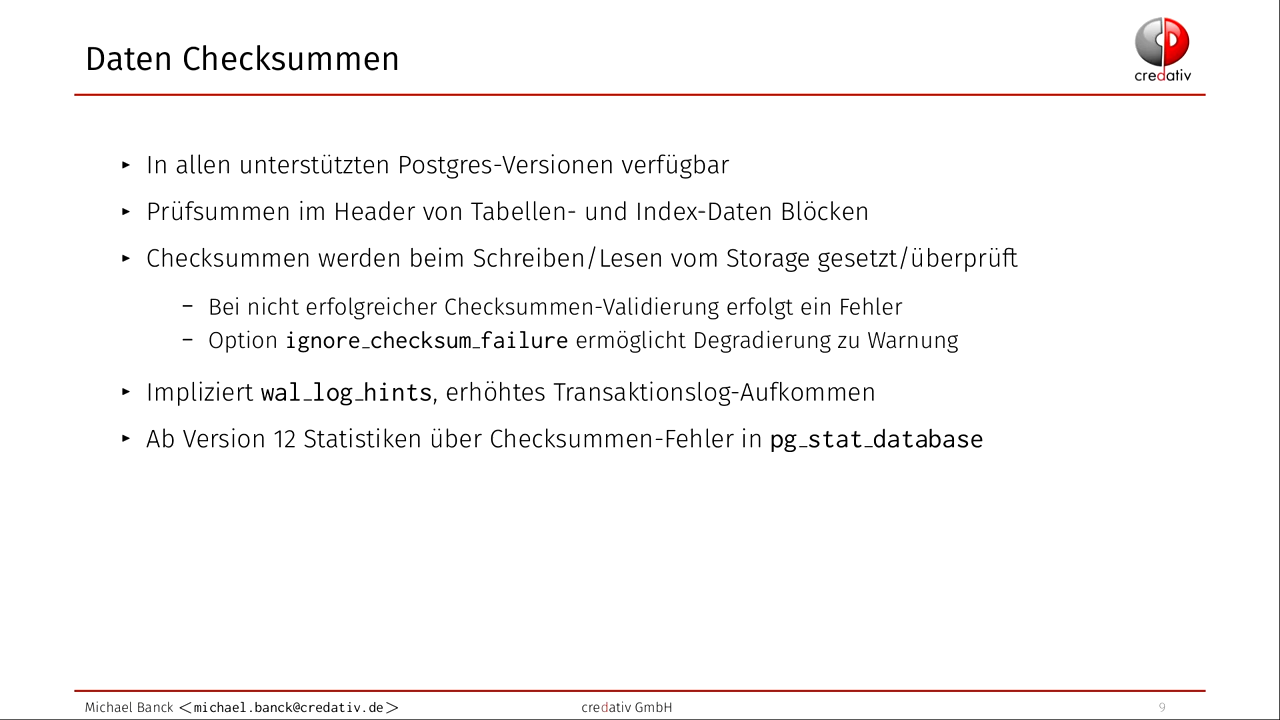 Daten Checksummen
credativ
▸ In allen unterstützten Postgres-Versionen verfügbar
▸ Prüfsummen im Header von Tabellen- und Index-Daten Blöcken
▸ Checksummen werden beim Schreiben/Lesen vom Storage gesetzt/überprüft
– Bei nicht erfolgreicher Checksummen-Validierung erfolgt ein Fehler
– Option ignore_checksum_failure ermöglicht Degradierung zu Warnung
▸ Impliziert wal_log_hints, erhöhtes Transaktionslog-Aufkommen
▸ Ab Version 12 Statistiken über Checksummen-Fehler in pg_stat_database
Michael Banck <michael.banck@credativ.de> credativ GmbH 9